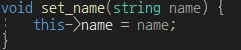 void set_name(string name) {
    this->name = name;
}